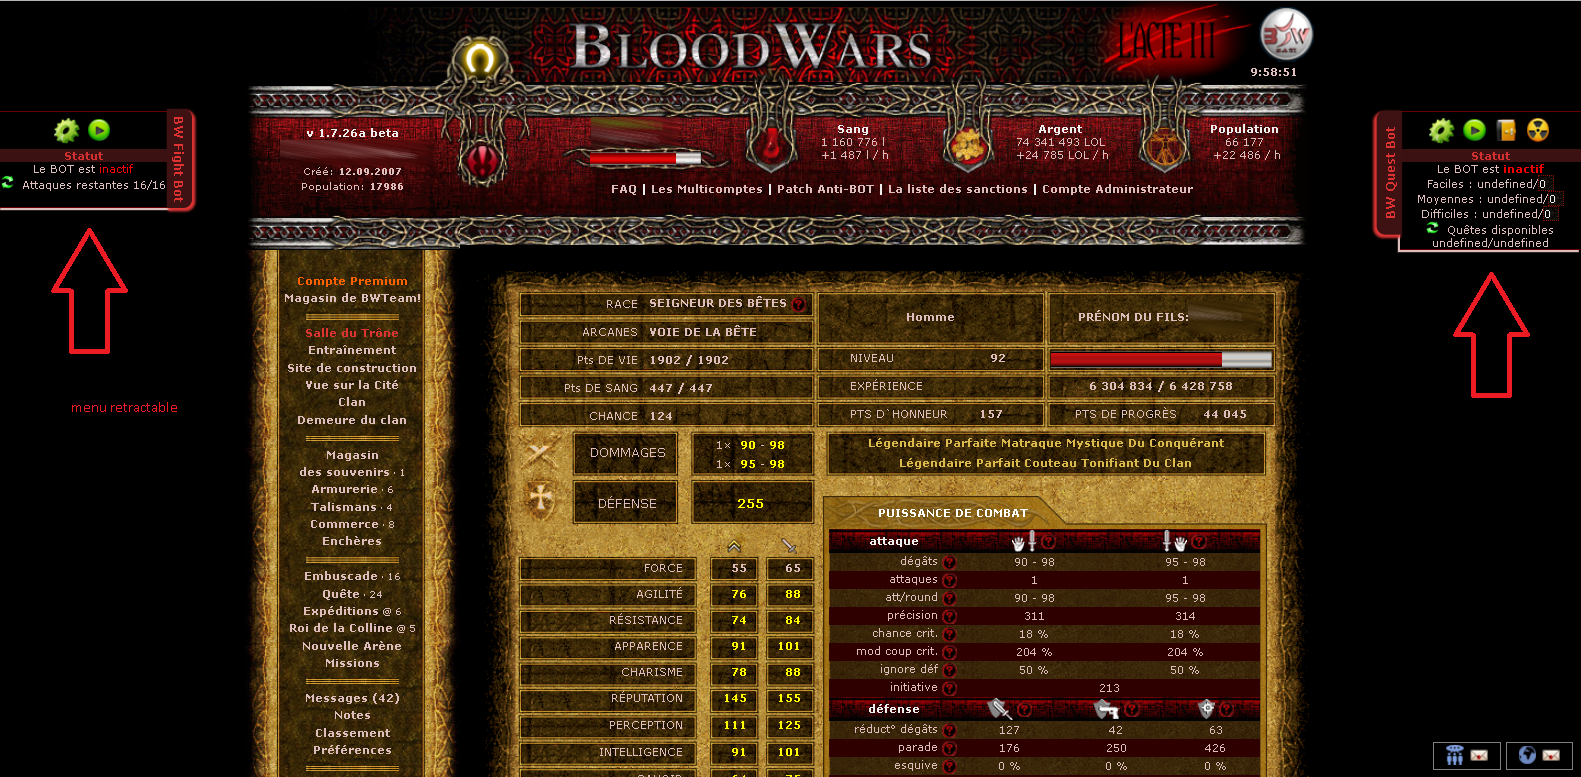 BLOODWARS
L'ACTE III
9:58:51
BW Fight Bot
Statut
Le BOT est inactif
Attaques restantes 16/16
menu retractable
v 1.7.26a beta
Créé: 12.09.2007
Population: 17986
Sang
1 160 776 l
+1 487 l / h
Argent
74 341 493 LOL
+24 785 LOL / h
Population
66 177
+22 486 / h
FAQ | Les Multicomptes | Patch Anti-BOT | La liste des sanctions | Compte Administrateur
BW Quest Bot
Statut
Le BOT est inactif
Faciles : undefined/0
Moyennes : undefined/0
Difficiles : undefined/0
Quêtes disponibles
undefined/undefined
Compte Premium
Magasin de BWTeam!
Salle du Trône
Entraînement
Site de construction
Vue sur la Cité
Clan
Demeure du clan
Magasin
des souvenirs · 1
Armurerie · 6
Talismans · 4
Commerce · 8
Enchères
Embuscade · 16
Quête · 24
Expéditions @ 6
Roi de la Colline @ 5
Nouvelle Arène
Missions
Messages (42)
Notes
Classement
Préférences
RACE SEIGNEUR DES BÊTES ?
ARCANES VOIE DE LA BÊTE
Pts DE VIE 1902 / 1902
Pts DE SANG 447 / 447
CHANCE 124
Homme
PRÉNOM DU FILS:
NIVEAU 92
EXPÉRIENCE 6 304 834 / 6 428 758
PTS D`HONNEUR 157
PTS DE PROGRÈS 44 045
DOMMAGES
1× 90 - 98
1× 95 - 98
DÉFENSE 255
Légendaire Parfaite Matraque Mystique Du Conquérant
Légendaire Parfait Couteau Tonifiant Du Clan
FORCE 55 65
AGILITÉ 76 88
RÉSISTANCE 74 84
APPARENCE 91 101
CHARISME 78 88
RÉPUTATION 145 155
PERCEPTION 111 125
INTELLIGENCE 91 101
PUISSANCE DE COMBAT
attaque
dégâts ? 90 - 98 95 - 98
attaques ? 1 1
att/round ? 90 - 98 95 - 98
précision ? 311 314
chance crit. ? 18 % 18 %
mod coup crit. ? 204 % 204 %
ignore déf ? 50 % 50 %
initiative ? 213
défense
réduct° dégâts ? 127 42 63
parade ? 176 250 426
esquive ? 0 % 0 % 0 %